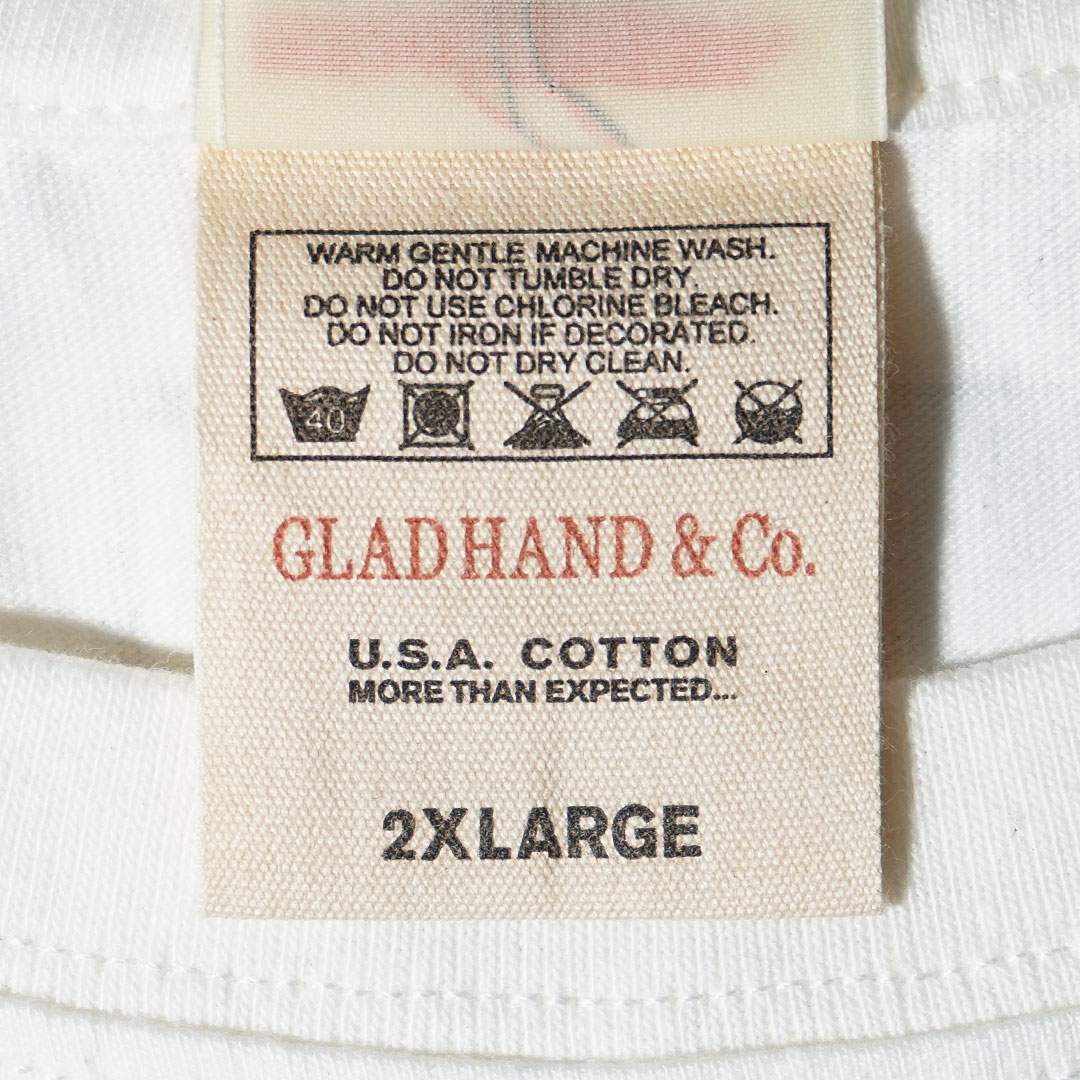 WARM GENTLE MACHINE WASH.
DO NOT TUMBLE DRY.
DO NOT USE CHLORINE BLEACH.
DO NOT IRON IF DECORATED.
DO NOT DRY CLEAN.
40
GLAD HAND & Co.
U.S.A. COTTON
MORE THAN EXPECTED...
2XLARGE